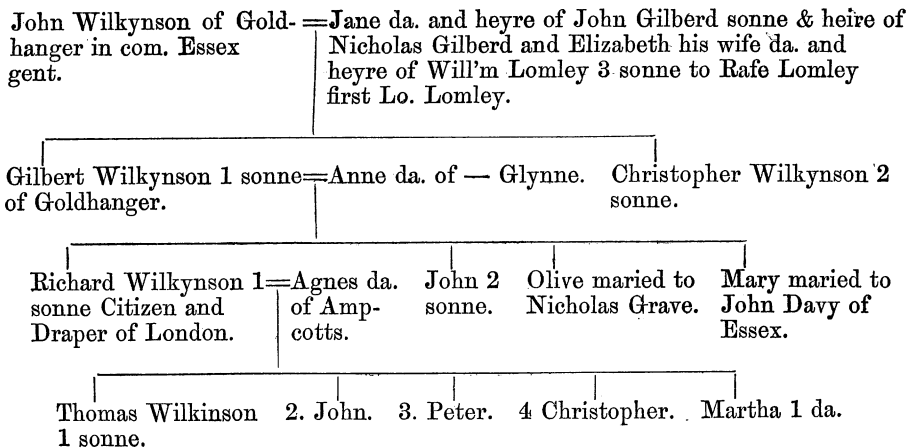 John Wilkynson of Gold-=Jane da. and heyre of John Gilberd sonne & heire of
hanger in com. Essex Nicholas Gilberd and Elizabeth his wife da. and
gent. heyre of Will'm Lomley 3 sonne to Rafe Lomley
first Lo. Lomley.
Gilbert Wilkynson 1 sonne=Anne da. of — Glynne. Christopher Wilkynson 2
of Goldhanger. sonne.
Richard Wilkynson 1=Agnes da. John 2 Olive maried to Mary maried to
sonne Citizen and of Amp- sonne. Nicholas Grave. John Davy of
Draper of London. cotts. Essex.
Thomas Wilkinson 2. John. 3. Peter. 4 Christopher. Martha 1 da.
1 sonne.